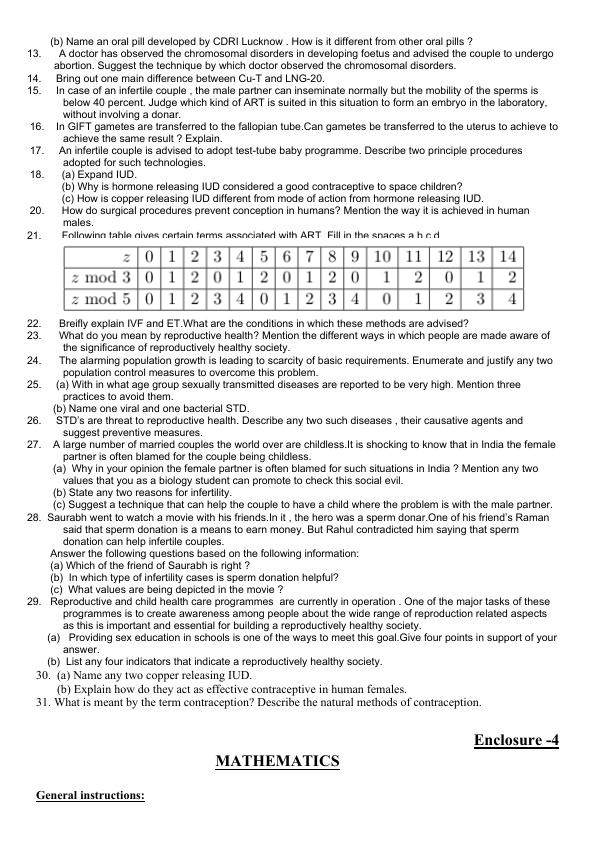 (b) Name an oral pill developed by CDRI Lucknow . How is it different from other oral pills ?
13. A doctor has observed the chromosomal disorders in developing foetus and advised the couple to undergo
abortion. Suggest the technique by which doctor observed the chromosomal disorders.
14. Bring out one main difference between Cu-T and LNG-20.
15. In case of an infertile couple , the male partner can inseminate normally but the mobility of the sperms is
below 40 percent. Judge which kind of ART is suited in this situation to form an embryo in the laboratory,
without involving a donar.
16. In GIFT gametes are transferred to the fallopian tube.Can gametes be transferred to the uterus to achieve to
achieve the same result ? Explain.
17. An infertile couple is advised to adopt test-tube baby programme. Describe two principle procedures
adopted for such technologies.
18. (a) Expand IUD.
(b) Why is hormone releasing IUD considered a good contraceptive to space children?
(c) How is copper releasing IUD different from mode of action from hormone releasing IUD.
20. How do surgical procedures prevent conception in humans? Mention the way it is achieved in human
males.
21. Following table gives certain terms associated with ART. Fill in the spaces a,b,c,d
z 0 1 2 3 4 5 6 7 8 9 10 11 12 13 14
z mod 3 0 1 2 0 1 2 0 1 2 0 1 2 0 1 2
z mod 5 0 1 2 3 4 0 1 2 3 4 0 1 2 3 4
22. Breifly explain IVF and ET.What are the conditions in which these methods are advised?
23. What do you mean by reproductive health? Mention the different ways in which people are made aware of
the significance of reproductively healthy society.
24. The alarming population growth is leading to scarcity of basic requirements. Enumerate and justify any two
population control measures to overcome this problem.
25. (a) With in what age group sexually transmitted diseases are reported to be very high. Mention three
practices to avoid them.
(b) Name one viral and one bacterial STD.
26. STD's are threat to reproductive health. Describe any two such diseases , their causative agents and
suggest preventive measures.
27. A large number of married couples the world over are childless.It is shocking to know that in India the female
partner is often blamed for the couple being childless.
(a) Why in your opinion the female partner is often blamed for such situations in India ? Mention any two
values that you as a biology student can promote to check this social evil.
(b) State any two reasons for infertility.
(c) Suggest a technique that can help the couple to have a child where the problem is with the male partner.
28. Saurabh went to watch a movie with his friends.In it , the hero was a sperm donar.One of his friend's Raman
said that sperm donation is a means to earn money. But Rahul contradicted him saying that sperm
donation can help infertile couples.
Answer the following questions based on the following information:
(a) Which of the friend of Saurabh is right ?
(b) In which type of infertility cases is sperm donation helpful?
(c) What values are being depicted in the movie ?
29. Reproductive and child health care programmes are currently in operation . One of the major tasks of these
programmes is to create awareness among people about the wide range of reproduction related aspects
as this is important and essential for building a reproductively healthy society.
(a) Providing sex education in schools is one of the ways to meet this goal.Give four points in support of your
answer.
(b) List any four indicators that indicate a reproductively healthy society.
30. (a) Name any two copper releasing IUD.
(b) Explain how do they act as effective contraceptive in human females.
31. What is meant by the term contraception? Describe the natural methods of contraception.
Enclosure -4
MATHEMATICS
General instructions: